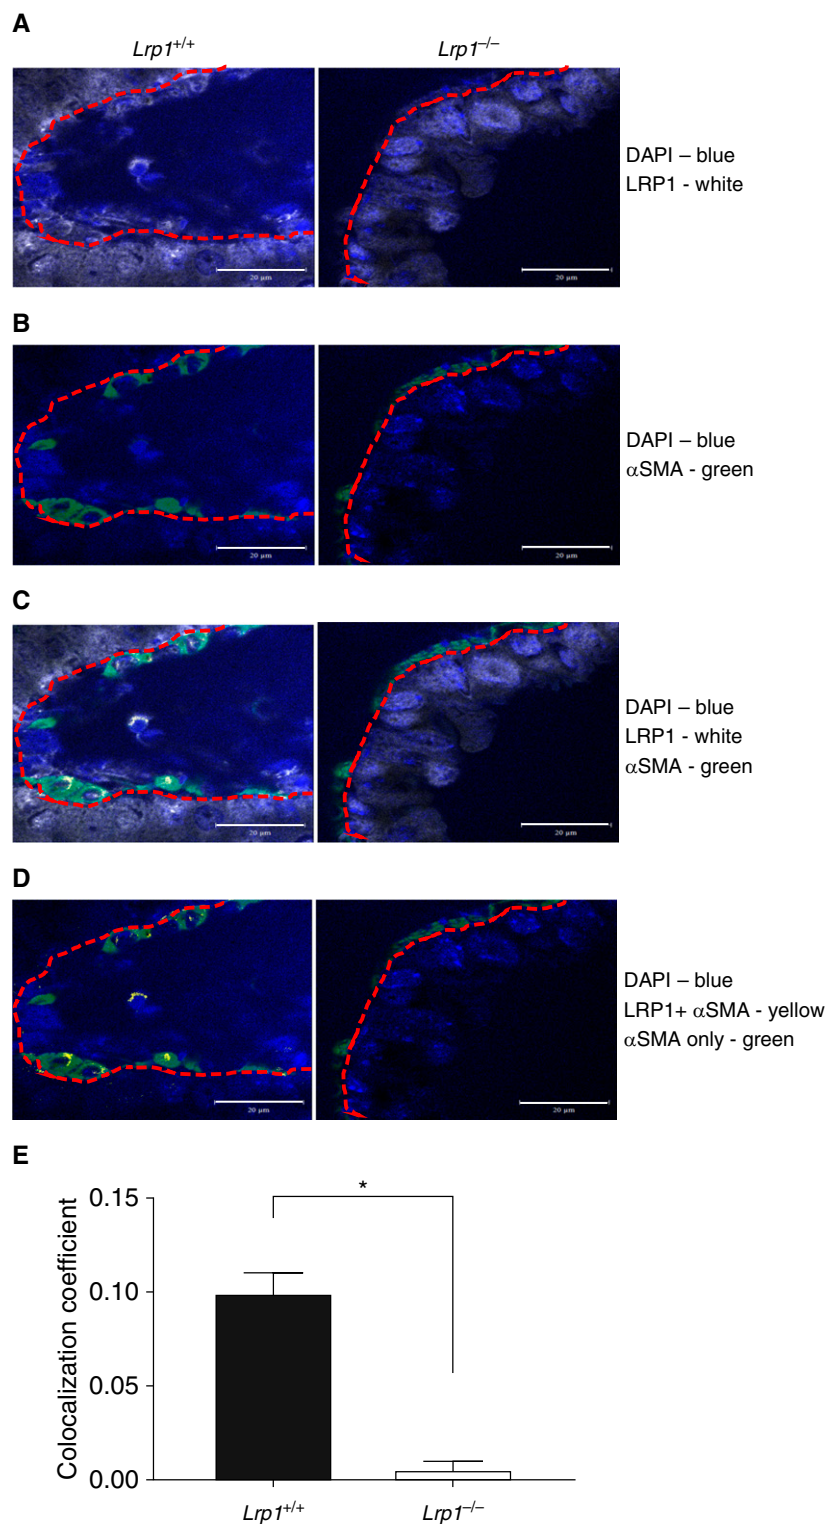 A
Lrp1+/+ Lrp1–/–
DAPI – blue
LRP1 - white
20 µm 20 µm
B
DAPI – blue
αSMA - green
20 µm 20 µm
C
DAPI – blue
LRP1 - white
αSMA - green
20 µm 20 µm
D
DAPI – blue
LRP1+ αSMA - yellow
αSMA only - green
20 µm 20 µm
E
*
Colocalization coefficient
0.15
0.10
0.05
0.00
Lrp1+/+ Lrp1–/–